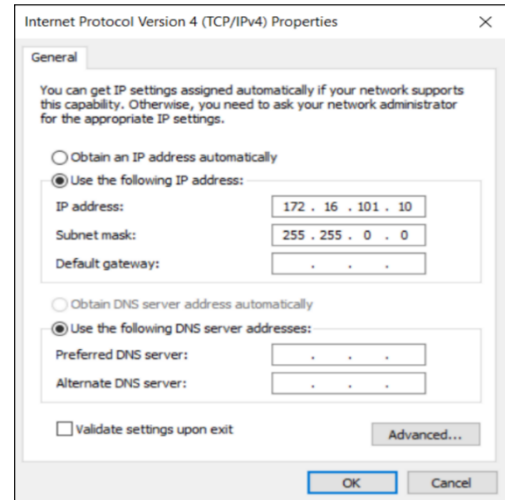 Internet Protocol Version 4 (TCP/IPv4) Properties
General
You can get IP settings assigned automatically if your network supports
this capability. Otherwise, you need to ask your network administrator
for the appropriate IP settings.
Obtain an IP address automatically
Use the following IP address:
IP address: 172 . 16 . 101 . 10
Subnet mask: 255 . 255 . 0 . 0
Default gateway: . . .
Obtain DNS server address automatically
Use the following DNS server addresses:
Preferred DNS server: . . .
Alternate DNS server: . . .
Validate settings upon exit
Advanced...
OK Cancel